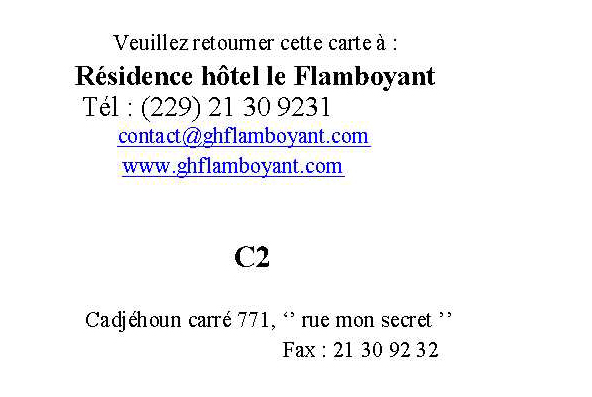 Veuillez retourner cette carte à :
Résidence hôtel le Flamboyant
Tél : (229) 21 30 9231
contact@ghflamboyant.com
www.ghflamboyant.com
C2
Cadjéhoun carré 771, ‘’ rue mon secret ’’
Fax : 21 30 92 32